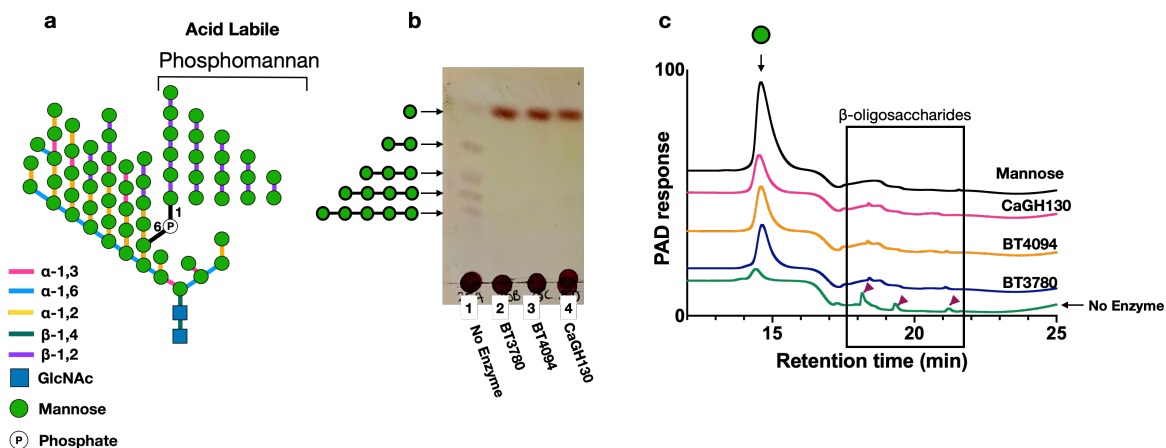 a
Acid Labile
Phosphomannan
1
6
P
α-1,3
α-1,6
α-1,2
β-1,4
β-1,2
GlcNAc
Mannose
P
Phosphate
b
1
2
3
4
No Enzyme
BT3780
BT4094
CaGH130
c
100
PAD response
0
β-oligosaccharides
Mannose
CaGH130
BT4094
BT3780
No Enzyme
15
20
25
Retention time (min)